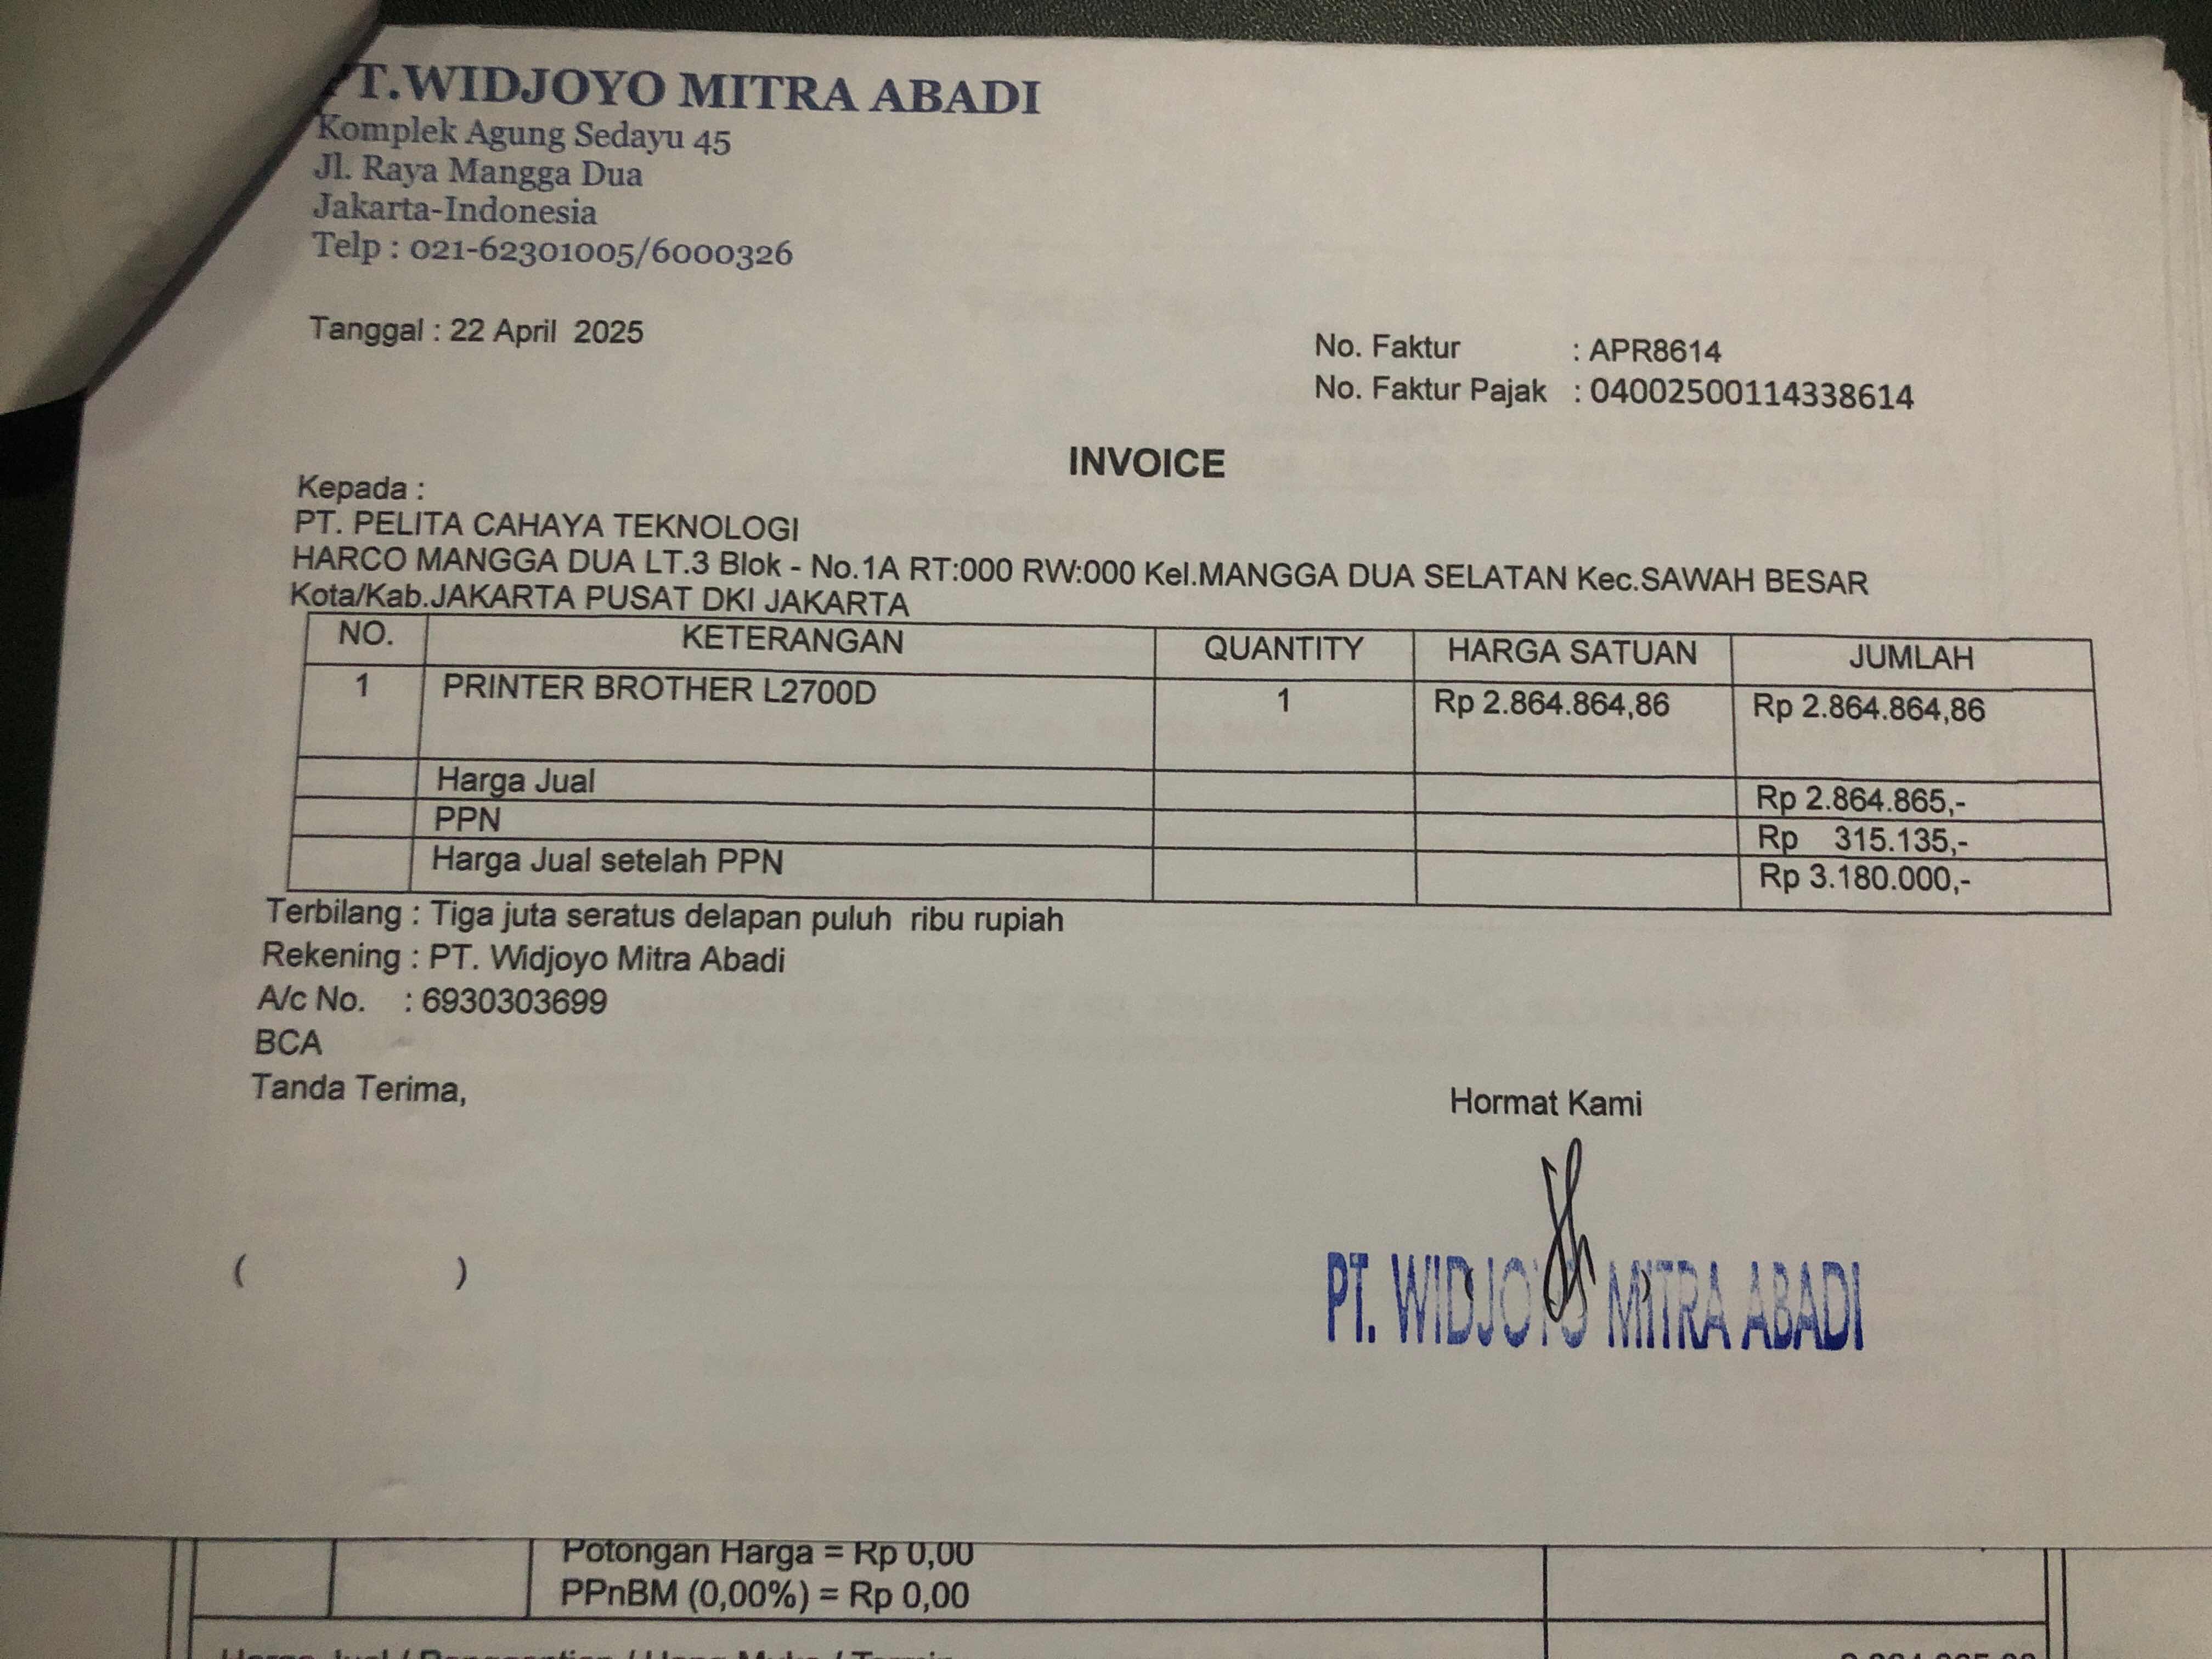 PT.WIDJOYO MITRA ABADI
Komplek Agung Sedayu 45
Jl. Raya Mangga Dua
Jakarta-Indonesia
Telp : 021-62301005/6000326
Tanggal : 22 April 2025
No. Faktur : APR8614
No. Faktur Pajak : 04002500114338614
INVOICE
Kepada :
PT. PELITA CAHAYA TEKNOLOGI
HARCO MANGGA DUA LT.3 Blok - No.1A RT:000 RW:000 Kel.MANGGA DUA SELATAN Kec.SAWAH BESAR
Kota/Kab.JAKARTA PUSAT DKI JAKARTA
NO. KETERANGAN QUANTITY HARGA SATUAN JUMLAH
1 PRINTER BROTHER L2700D 1 Rp 2.864.864,86 Rp 2.864.864,86
Harga Jual Rp 2.864.865,-
PPN Rp 315.135,-
Harga Jual setelah PPN Rp 3.180.000,-
Terbilang : Tiga juta seratus delapan puluh ribu rupiah
Rekening : PT. Widjoyo Mitra Abadi
A/c No. : 6930303699
BCA
Tanda Terima,
Hormat Kami
( )
PT. WIDJOYO MITRA ABADI
Potongan Harga = Rp 0,00
PPnBM (0,00%) = Rp 0,00